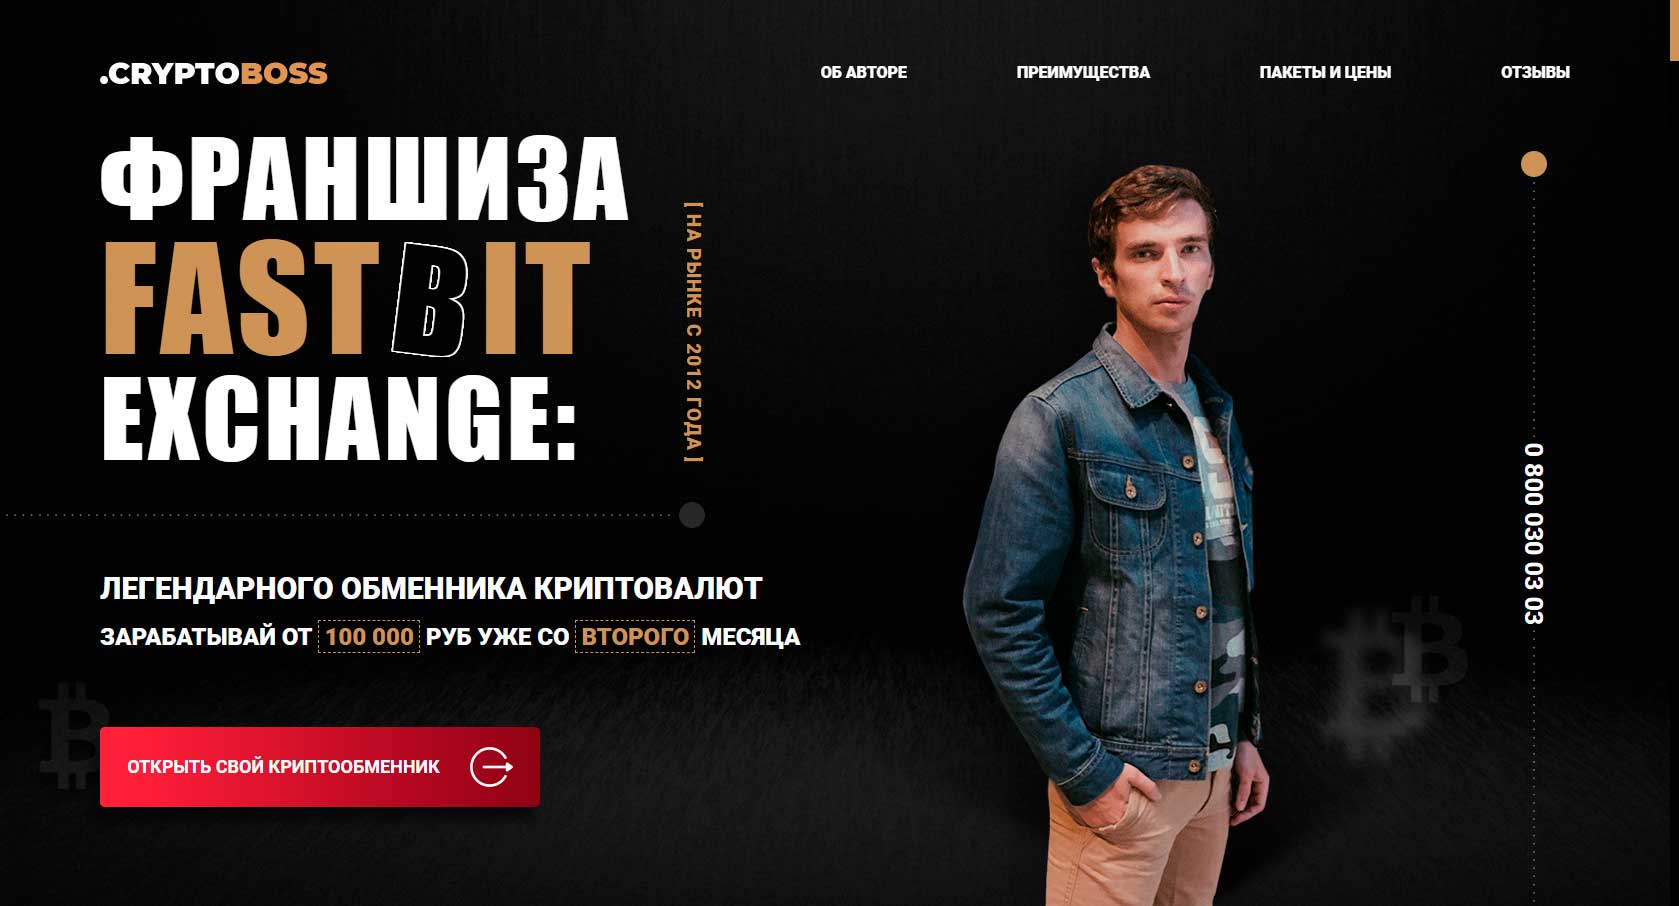 .CRYPTOBOSS
ОБ АВТОРЕ
ПРЕИМУЩЕСТВА
ПАКЕТЫ И ЦЕНЫ
ОТЗЫВЫ
ФРАНШИЗА
FASTBIT
EXCHANGE:
[ НА РЫНКЕ С 2012 ГОДА ]
ЛЕГЕНДАРНОГО ОБМЕННИКА КРИПТОВАЛЮТ
ЗАРАБАТЫВАЙ ОТ 100 000 РУБ УЖЕ СО ВТОРОГО МЕСЯЦА
ОТКРЫТЬ СВОЙ КРИПТООБМЕННИК
0 800 030 03 03